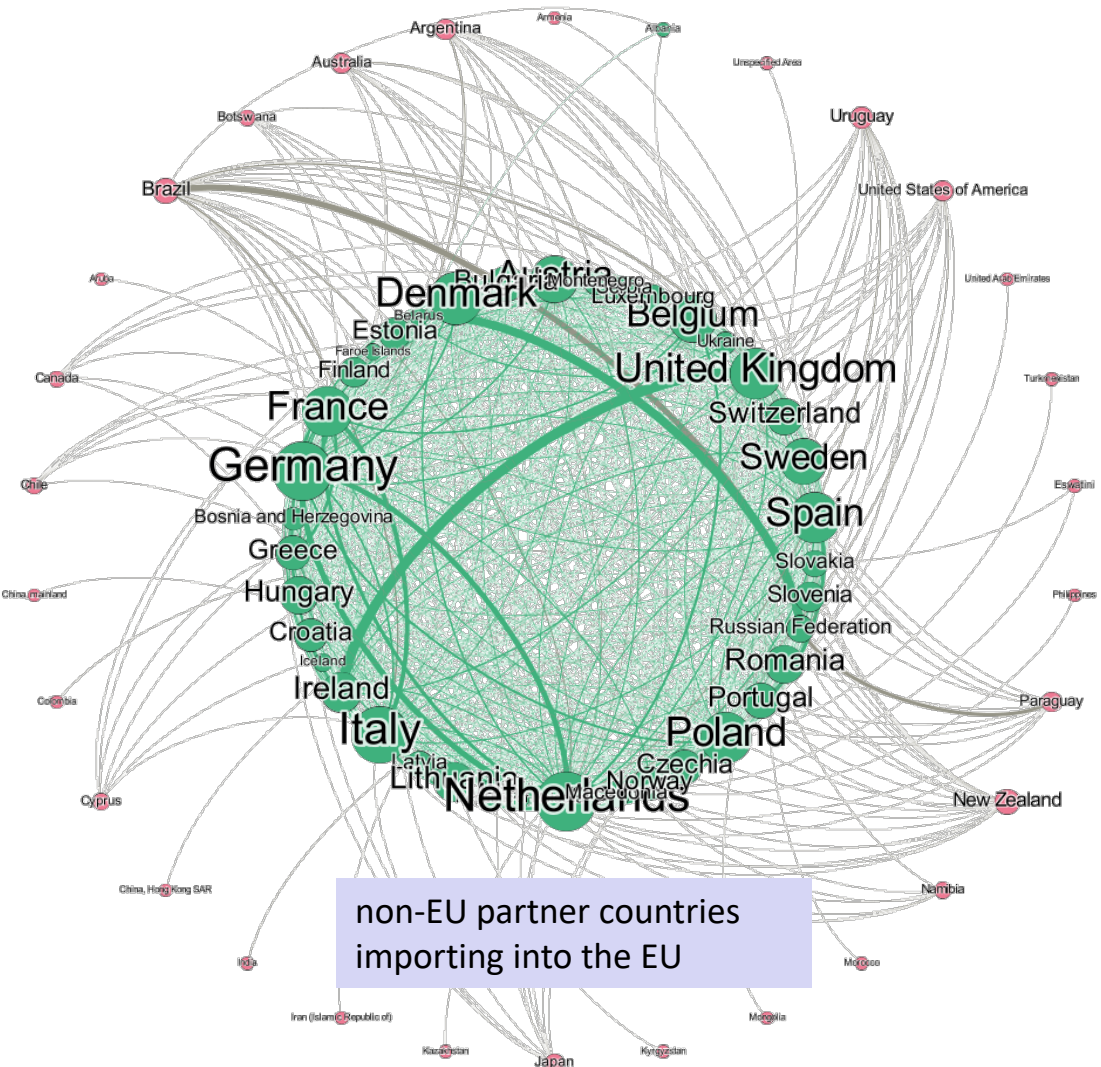 Armenia
Argentina
Albania
Australia
Unspecified Area
Botswana
Uruguay
Brazil
United States of America
Aruba
United Arab Emirates
Bulgaria
Austria
Montenegro
Denmark
Luxembourg
Belgium
Belarus
Estonia
Ukraine
Faroe Islands
Finland
United Kingdom
Canada
Turkmenistan
France
Switzerland
Germany
Sweden
Chile
Eswatini
Bosnia and Herzegovina
Spain
Greece
Slovakia
Hungary
Slovenia
China, mainland
Philippines
Croatia
Russian Federation
Iceland
Romania
Ireland
Portugal
Colombia
Paraguay
Italy
Poland
Latvia
Czechia
Lithuania
Norway
Netherlands
Macedonia
Cyprus
New Zealand
China, Hong Kong SAR
Namibia
non-EU partner countries
importing into the EU
India
Morocco
Iran (Islamic Republic of)
Mongolia
Kazakhstan
Kyrgyzstan
Japan